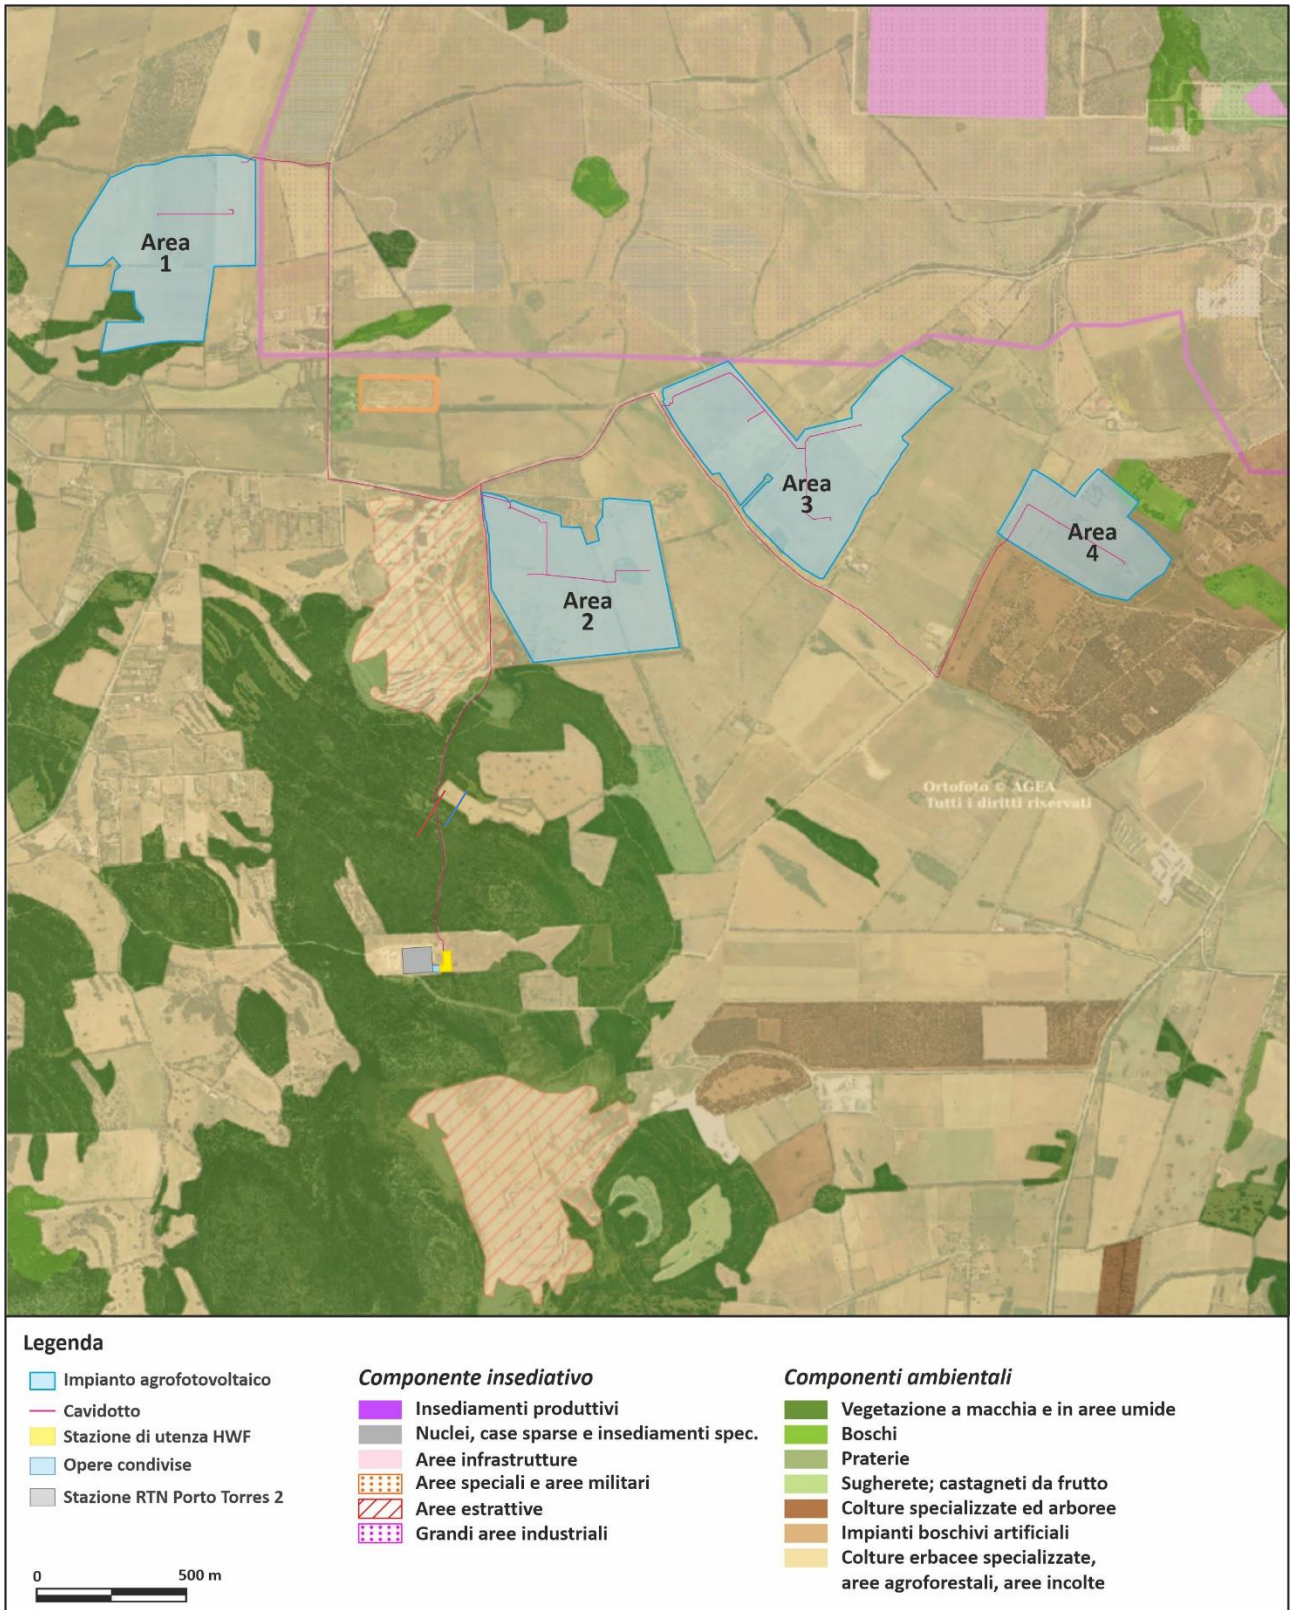 Area
1
Area
3
Area
4
Area
2
Ortofoto © AGEA
Tutti i diritti riservati
Legenda
Impianto agrofotovoltaico
Cavidotto
Stazione di utenza HWF
Opere condivise
Stazione RTN Porto Torres 2
0 500 m
Componente insediativo
Insediamenti produttivi
Nuclei, case sparse e insediamenti spec.
Aree infrastrutture
Aree speciali e aree militari
Aree estrattive
Grandi aree industriali
Componenti ambientali
Vegetazione a macchia e in aree umide
Boschi
Praterie
Sugherete; castagneti da frutto
Colture specializzate ed arboree
Impianti boschivi artificiali
Colture erbacee specializzate,
aree agroforestali, aree incolte